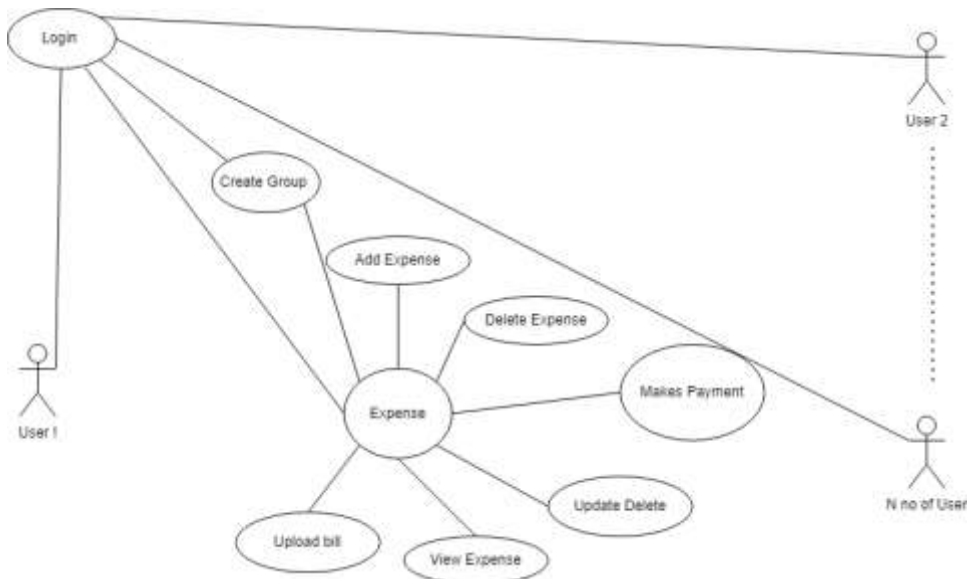 Login
User 2
Create Group
Add Expense
Delete Expense
Makes Payment
Expense
User 1
Update Delete
N no of User
Upload bill
View Expense